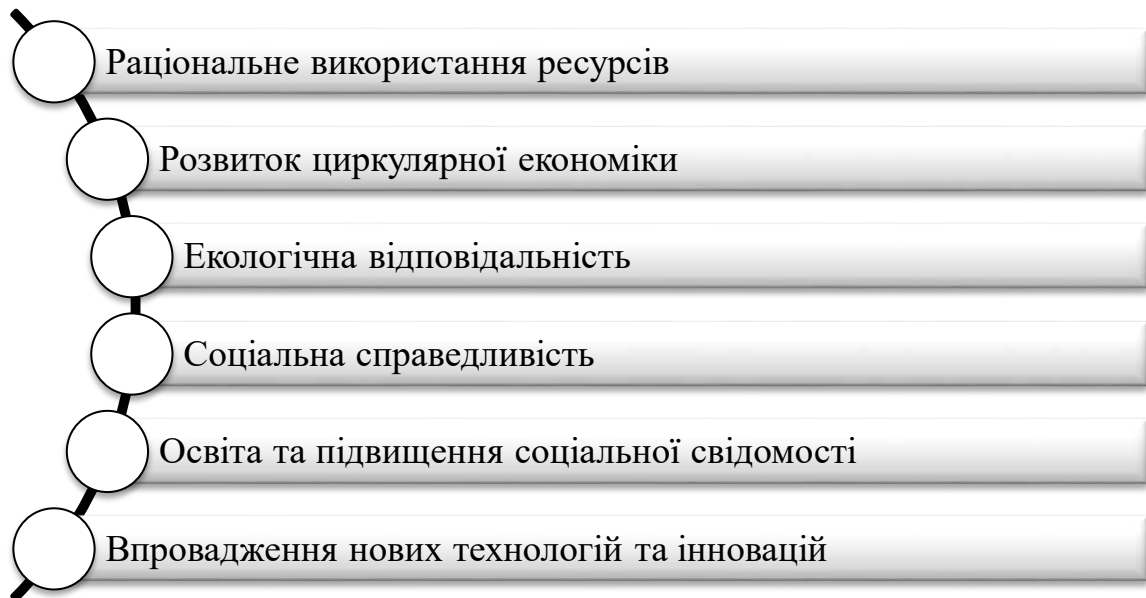 Раціональне використання ресурсів
Розвиток циркулярної економіки
Екологічна відповідальність
Соціальна справедливість
Освіта та підвищення соціальної свідомості
Впровадження нових технологій та інновацій